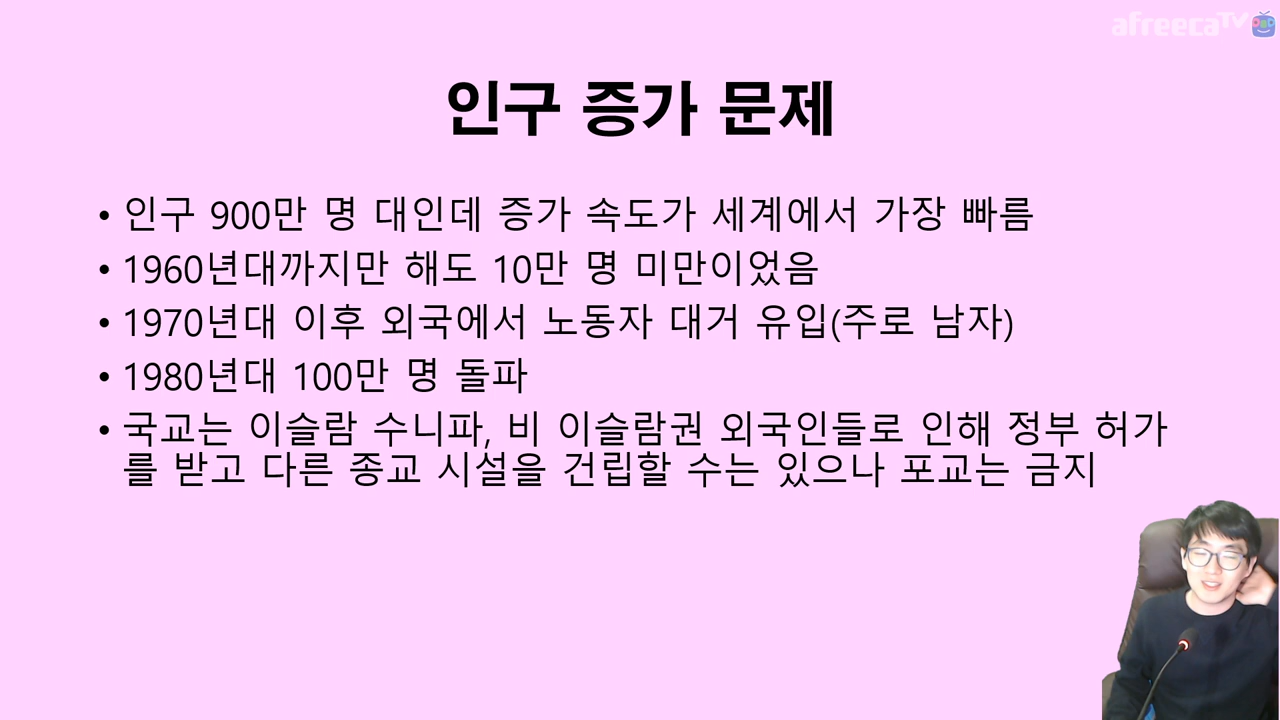 afreecaTV
인구 증가 문제
• 인구 900만 명 대인데 증가 속도가 세계에서 가장 빠름
• 1960년대까지만 해도 10만 명 미만이었음
• 1970년대 이후 외국에서 노동자 대거 유입(주로 남자)
• 1980년대 100만 명 돌파
• 국교는 이슬람 수니파, 비 이슬람권 외국인들로 인해 정부 허가
를 받고 다른 종교 시설을 건립할 수는 있으나 포교는 금지